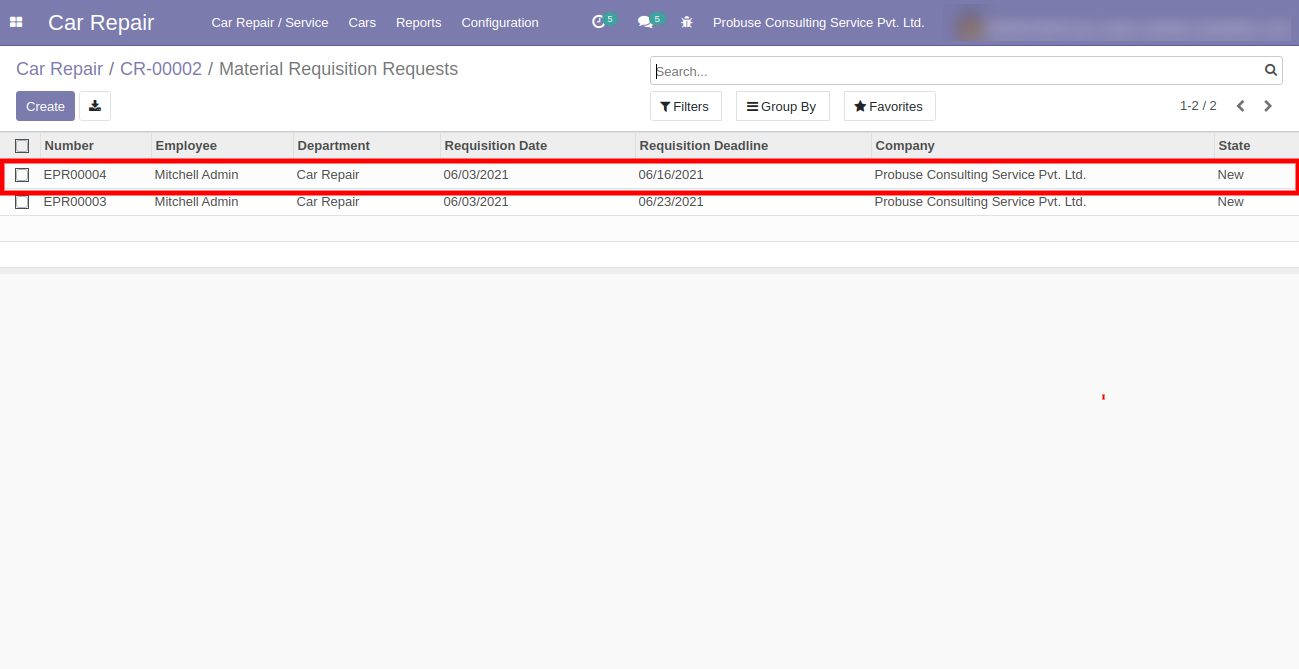 Car Repair Car Repair / Service Cars Reports Configuration 5 5 Probuse Consulting Service Pvt. Ltd.
Car Repair / CR-00002 / Material Requisition Requests
Search...
Create Filters Group By Favorites 1-2 / 2
Number Employee Department Requisition Date Requisition Deadline Company State
EPR00004 Mitchell Admin Car Repair 06/03/2021 06/16/2021 Probuse Consulting Service Pvt. Ltd. New
EPR00003 Mitchell Admin Car Repair 06/03/2021 06/23/2021 Probuse Consulting Service Pvt. Ltd. New